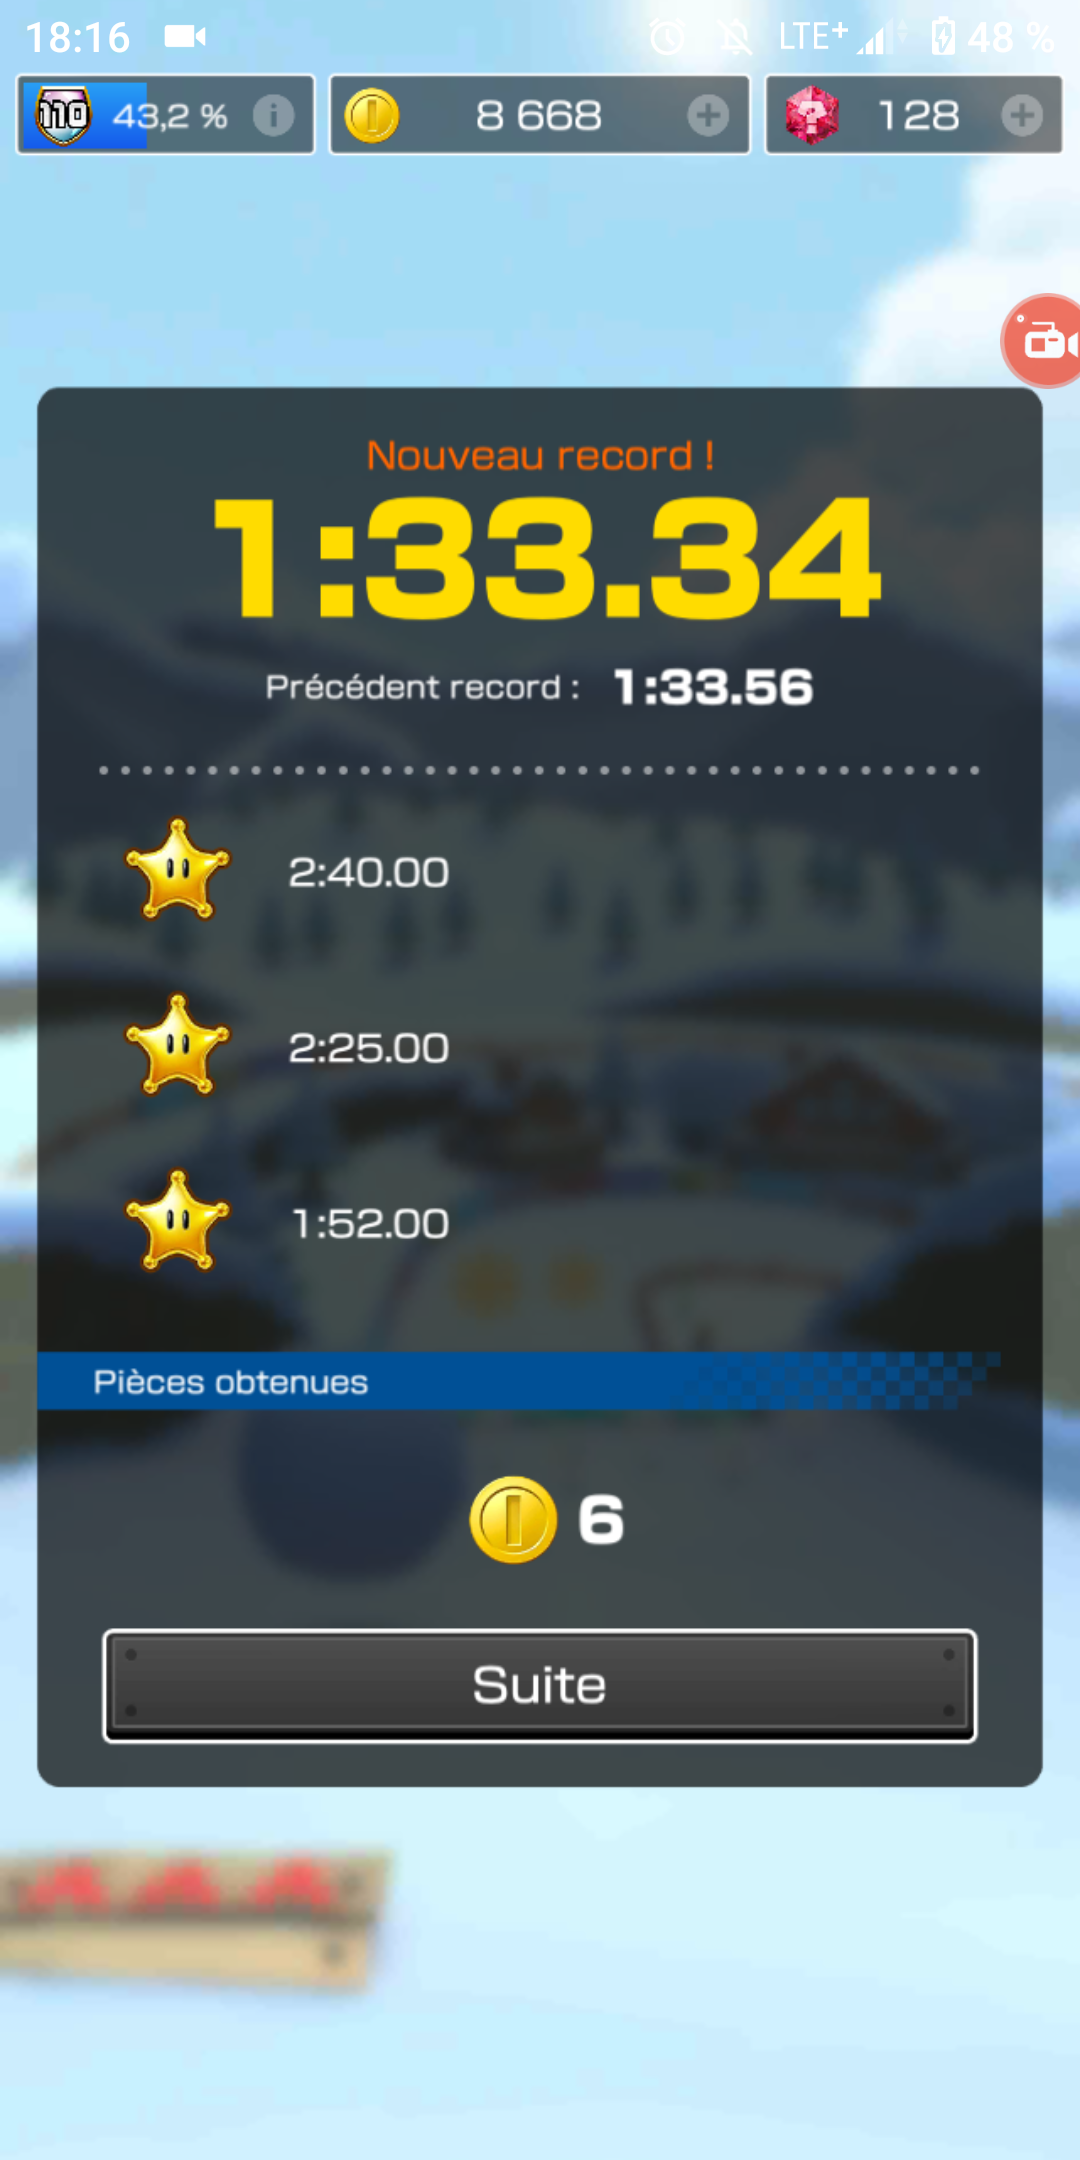 18:16 LTE+ 48 %
110 43,2 % 8 668 128
Nouveau record !
1:33.34
Précédent record : 1:33.56
2:40.00
2:25.00
1:52.00
Pièces obtenues
6
Suite